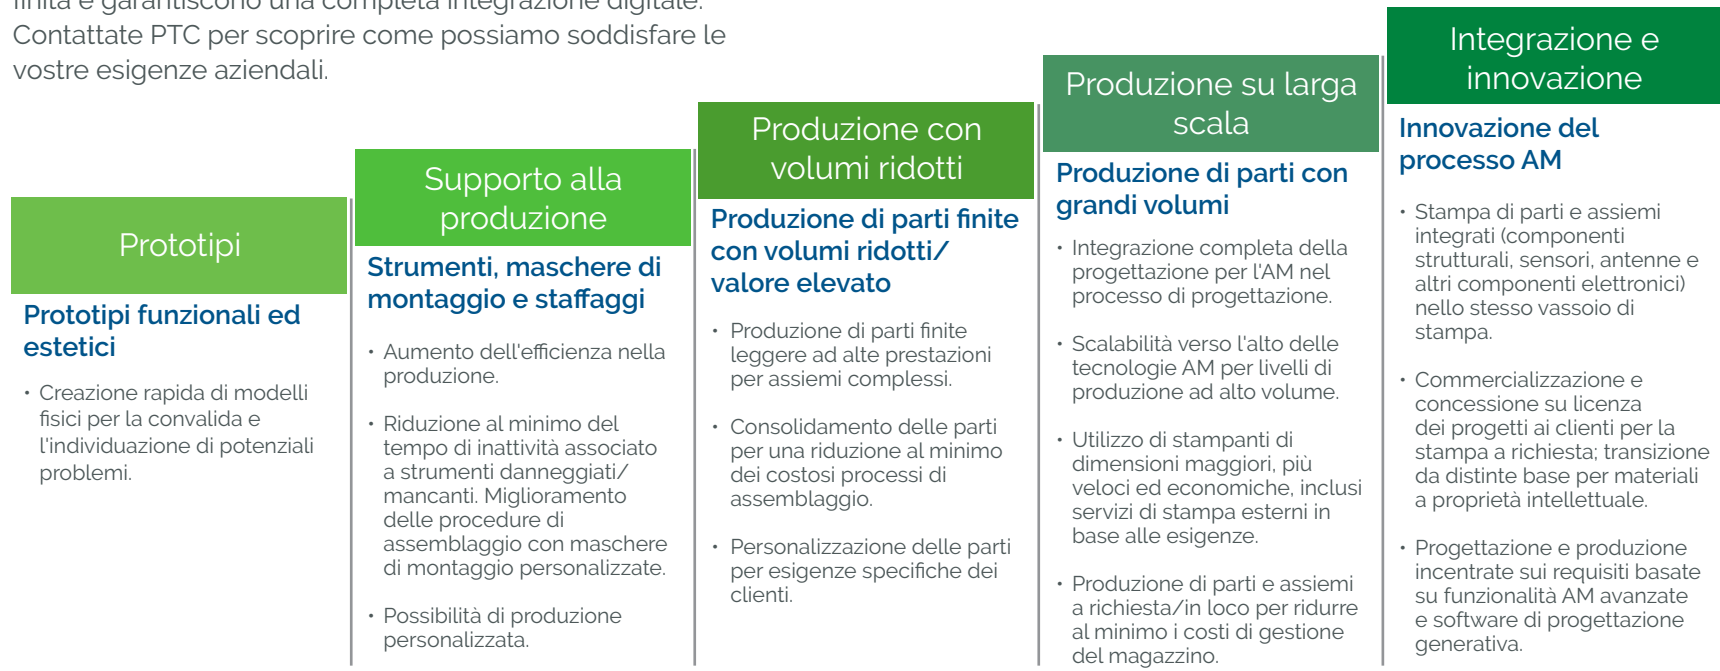 finita e garantiscono una completa integrazione digitale.
Contattate PTC per scoprire come possiamo soddisfare le
vostre esigenze aziendali.
Prototipi
Prototipi funzionali ed
estetici
• Creazione rapida di modelli
fisici per la convalida e
l'individuazione di potenziali
problemi.
Supporto alla
produzione
Strumenti, maschere di
montaggio e staffaggi
• Aumento dell'efficienza nella
produzione.
• Riduzione al minimo del
tempo di inattività associato
a strumenti danneggiati/
mancanti. Miglioramento
delle procedure di
assemblaggio con maschere
di montaggio personalizzate.
• Possibilità di produzione
personalizzata.
Produzione con
volumi ridotti
Produzione di parti finite
con volumi ridotti/
valore elevato
• Produzione di parti finite
leggere ad alte prestazioni
per assiemi complessi.
• Consolidamento delle parti
per una riduzione al minimo
dei costosi processi di
assemblaggio.
• Personalizzazione delle parti
per esigenze specifiche dei
clienti.
Produzione su larga
scala
Produzione di parti con
grandi volumi
• Integrazione completa della
progettazione per l'AM nel
processo di progettazione.
• Scalabilità verso l'alto delle
tecnologie AM per livelli di
produzione ad alto volume.
• Utilizzo di stampanti di
dimensioni maggiori, più
veloci ed economiche, inclusi
servizi di stampa esterni in
base alle esigenze.
• Produzione di parti e assiemi
a richiesta/in loco per ridurre
al minimo i costi di gestione
del magazzino.
Integrazione e
innovazione
Innovazione del
processo AM
• Stampa di parti e assiemi
integrati (componenti
strutturali, sensori, antenne e
altri componenti elettronici)
nello stesso vassoio di
stampa.
• Commercializzazione e
concessione su licenza
dei progetti ai clienti per la
stampa a richiesta; transizione
da distinte base per materiali
a proprietà intellettuale.
• Progettazione e produzione
incentrate sui requisiti basate
su funzionalità AM avanzate
e software di progettazione
generativa.